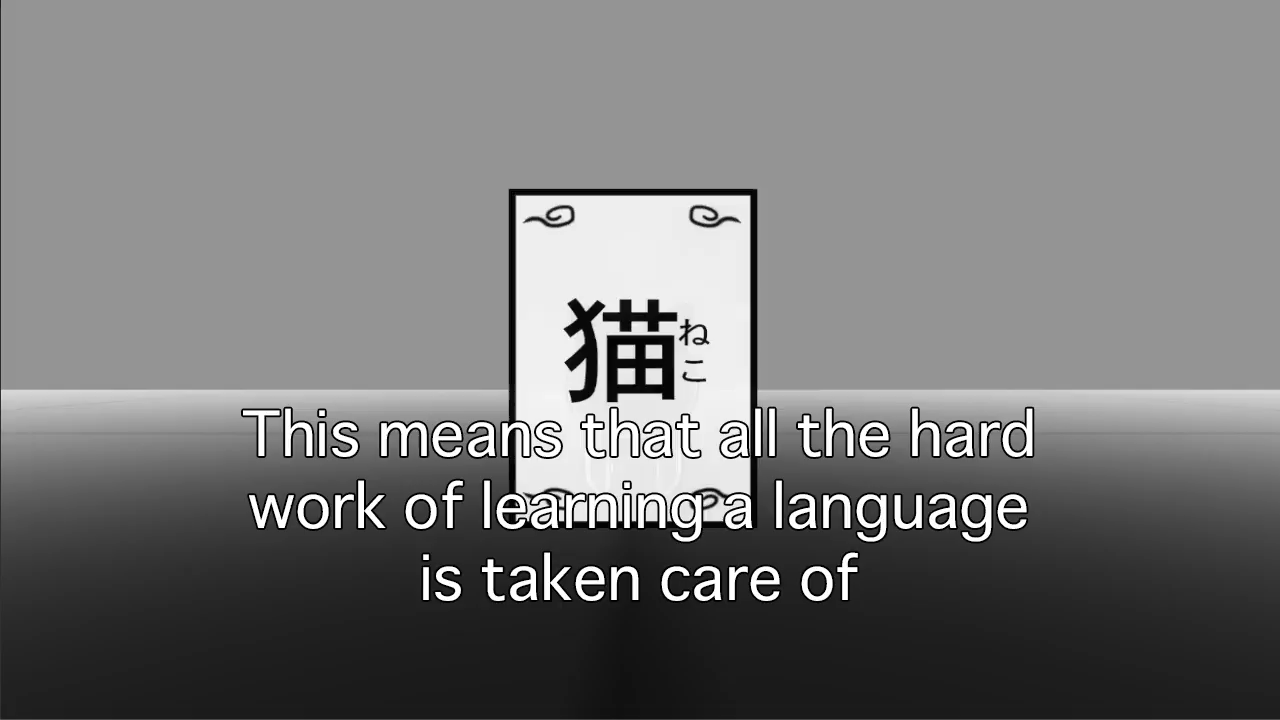 猫
ねこ
This means that all the hard
work of learning a language
is taken care of